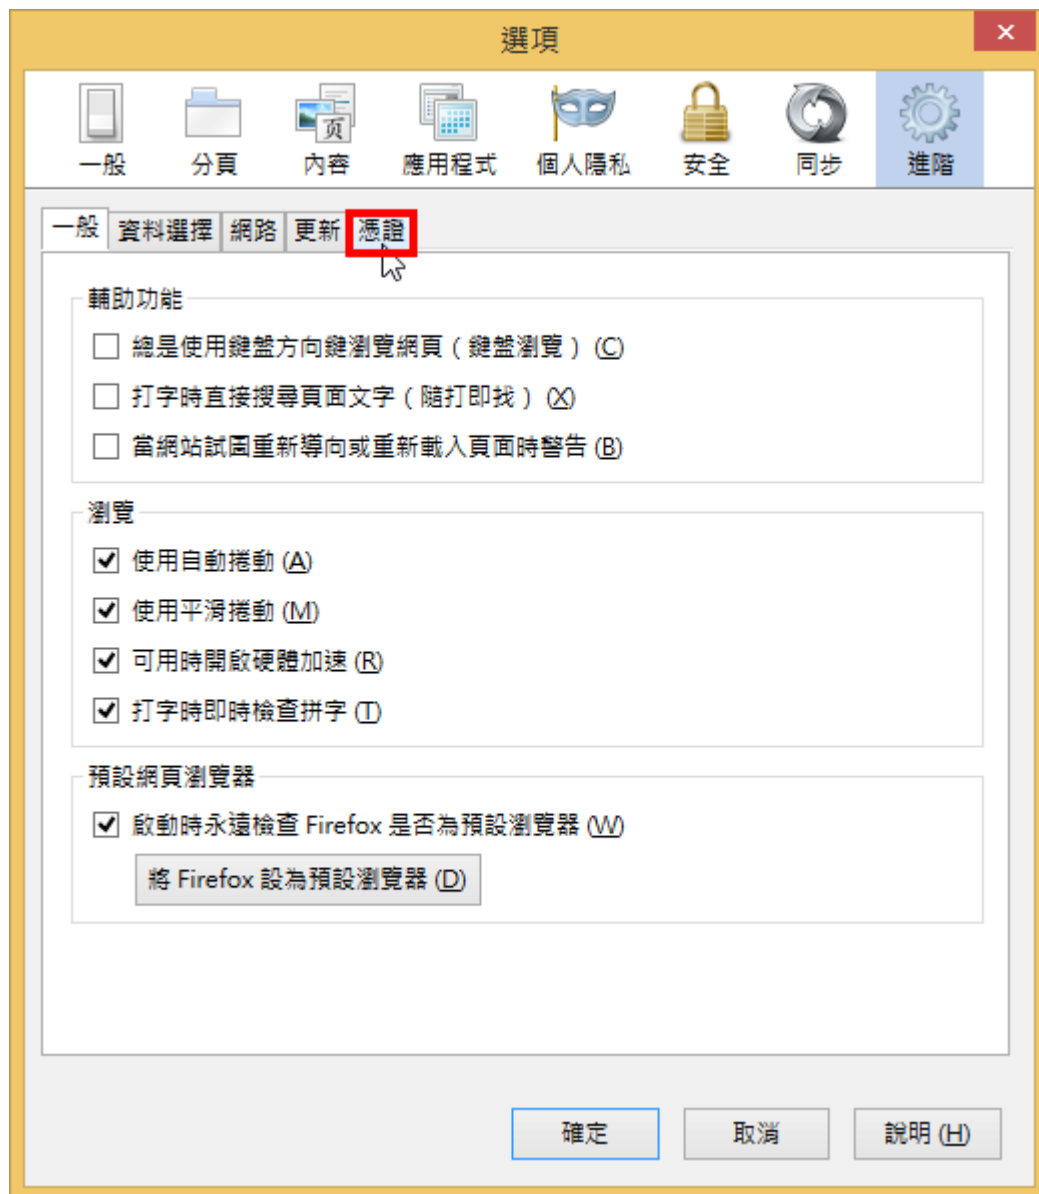 選項
页
一般 分頁 內容 應用程式 個人隱私 安全 同步 進階
一般 資料選擇 網路 更新 憑證
輔助功能
總是使用鍵盤方向鍵瀏覽網頁（鍵盤瀏覽） (C)
打字時直接搜尋頁面文字（隨打即找） (X)
當網站試圖重新導向或重新載入頁面時警告 (B)
瀏覽
使用自動捲動 (A)
使用平滑捲動 (M)
可用時開啟硬體加速 (R)
打字時即時檢查拼字 (T)
預設網頁瀏覽器
啟動時永遠檢查 Firefox 是否為預設瀏覽器 (W)
將 Firefox 設為預設瀏覽器 (D)
確定 取消 說明 (H)